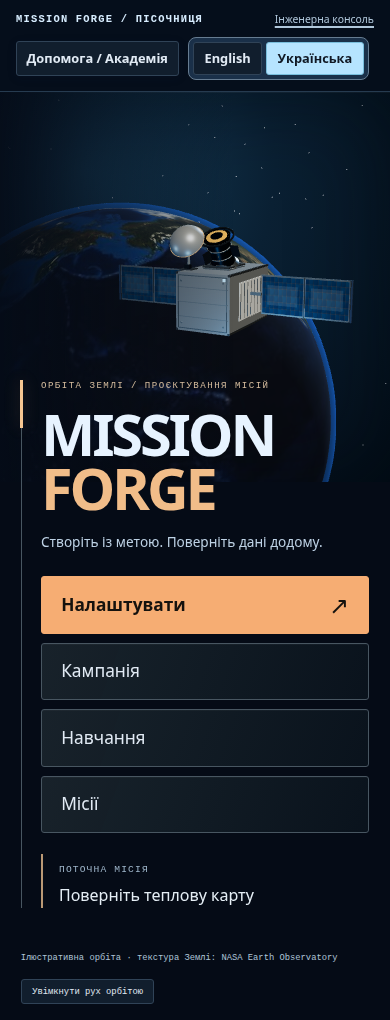 MISSION FORGE / ПІСОЧНИЦЯ
Інженерна консоль
Допомога / Академія
English
Українська
ОРБІТА ЗЕМЛІ / ПРОЄКТУВАННЯ МІСІЙ
MISSION
FORGE
Створіть із метою. Поверніть дані додому.
Налаштувати ↗
Кампанія
Навчання
Місії
ПОТОЧНА МІСІЯ
Поверніть теплову карту
Ілюстративна орбіта · текстура Землі: NASA Earth Observatory
Увімкнути рух орбітою